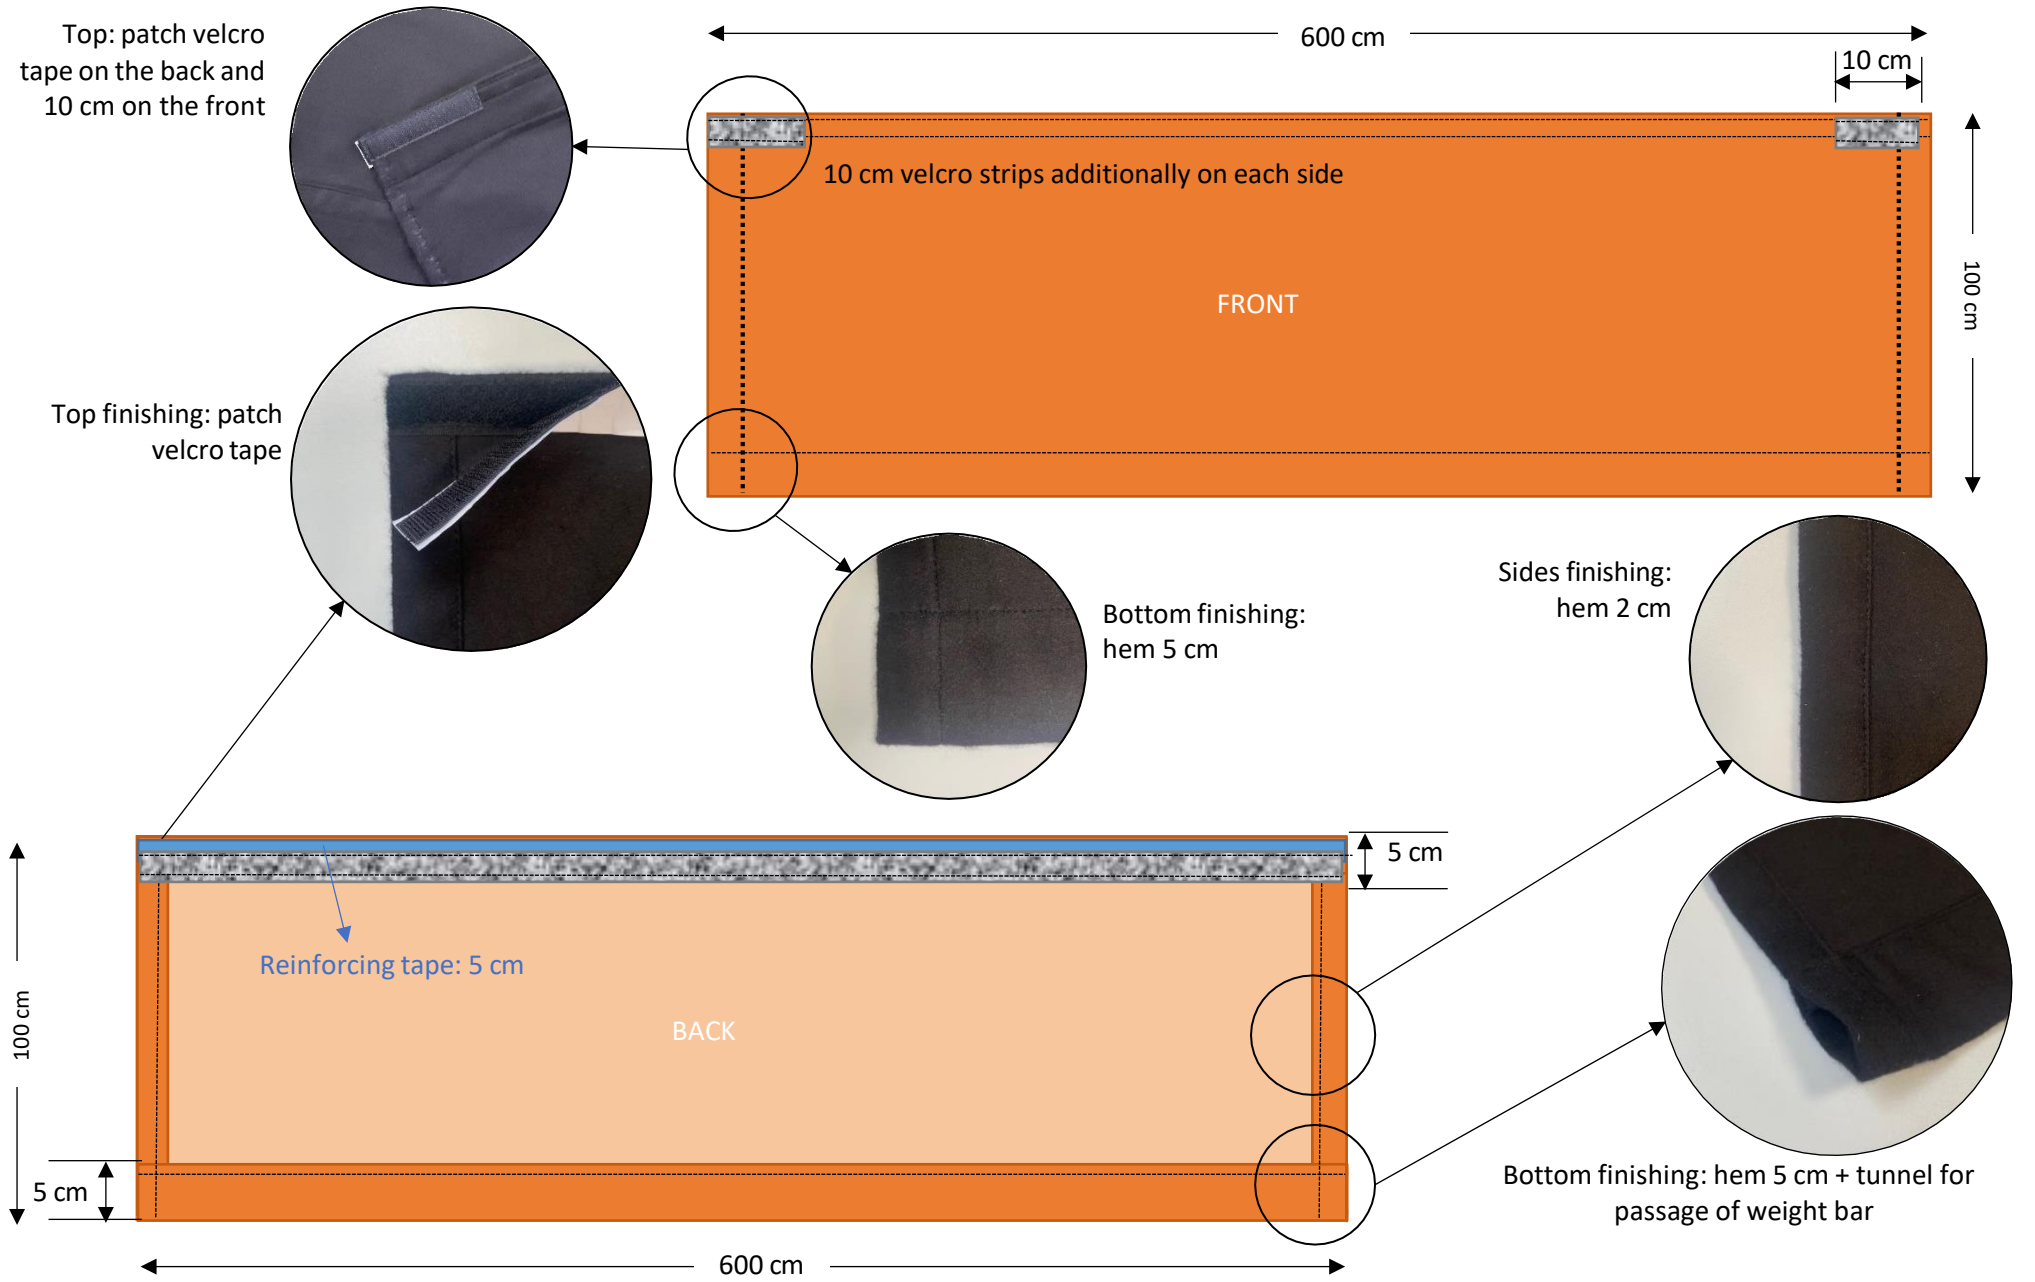 Top: patch velcro
tape on the back and
10 cm on the front
600 cm
10 cm
10 cm velcro strips additionally on each side
100 cm
FRONT
Top finishing: patch
velcro tape
Bottom finishing:
hem 5 cm
Sides finishing:
hem 2 cm
5 cm
Reinforcing tape: 5 cm
100 cm
BACK
5 cm
Bottom finishing: hem 5 cm + tunnel for
passage of weight bar
600 cm